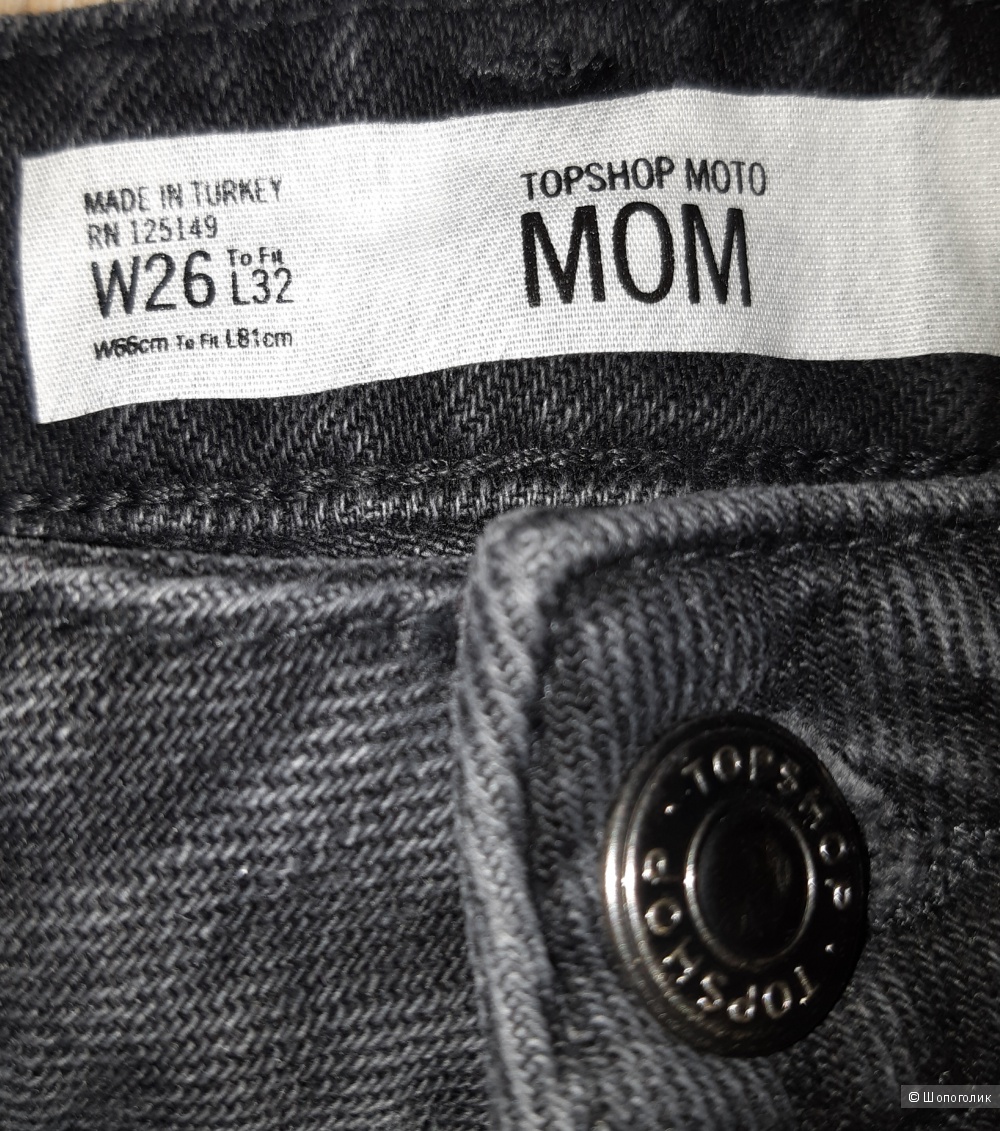 MADE IN TURKEY
RN 125149
W26 To Fit L32
W66cm To Fit L81cm
TOPSHOP MOTO
MOM
· TOPSHOP · TOPSHOP
© Шопоголик